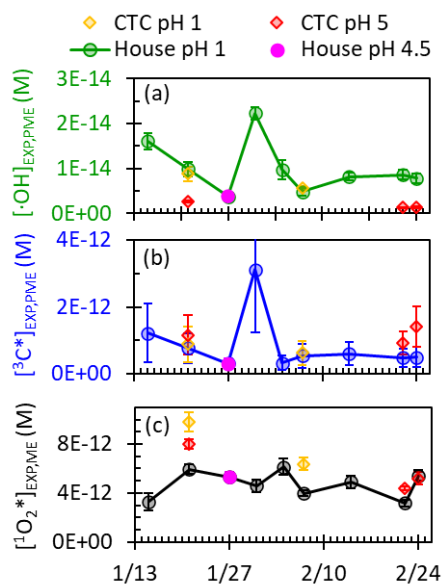 CTC pH 1 CTC pH 5
House pH 1 House pH 4.5
[·OH]EXP,PME (M)
3E-14
2E-14
1E-14
0E+00
(a)
[³C*]EXP,PME (M)
4E-12
2E-12
0E+00
(b)
[¹O₂*]EXP,ME (M)
8E-12
4E-12
0E+00
(c)
1/13 1/27 2/10 2/24